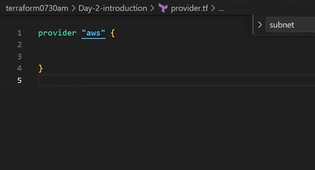 terraform0730am > Day-2-introduction > provider.tf > ...
> subnet
1 provider "aws" {
2
3
4 }
5